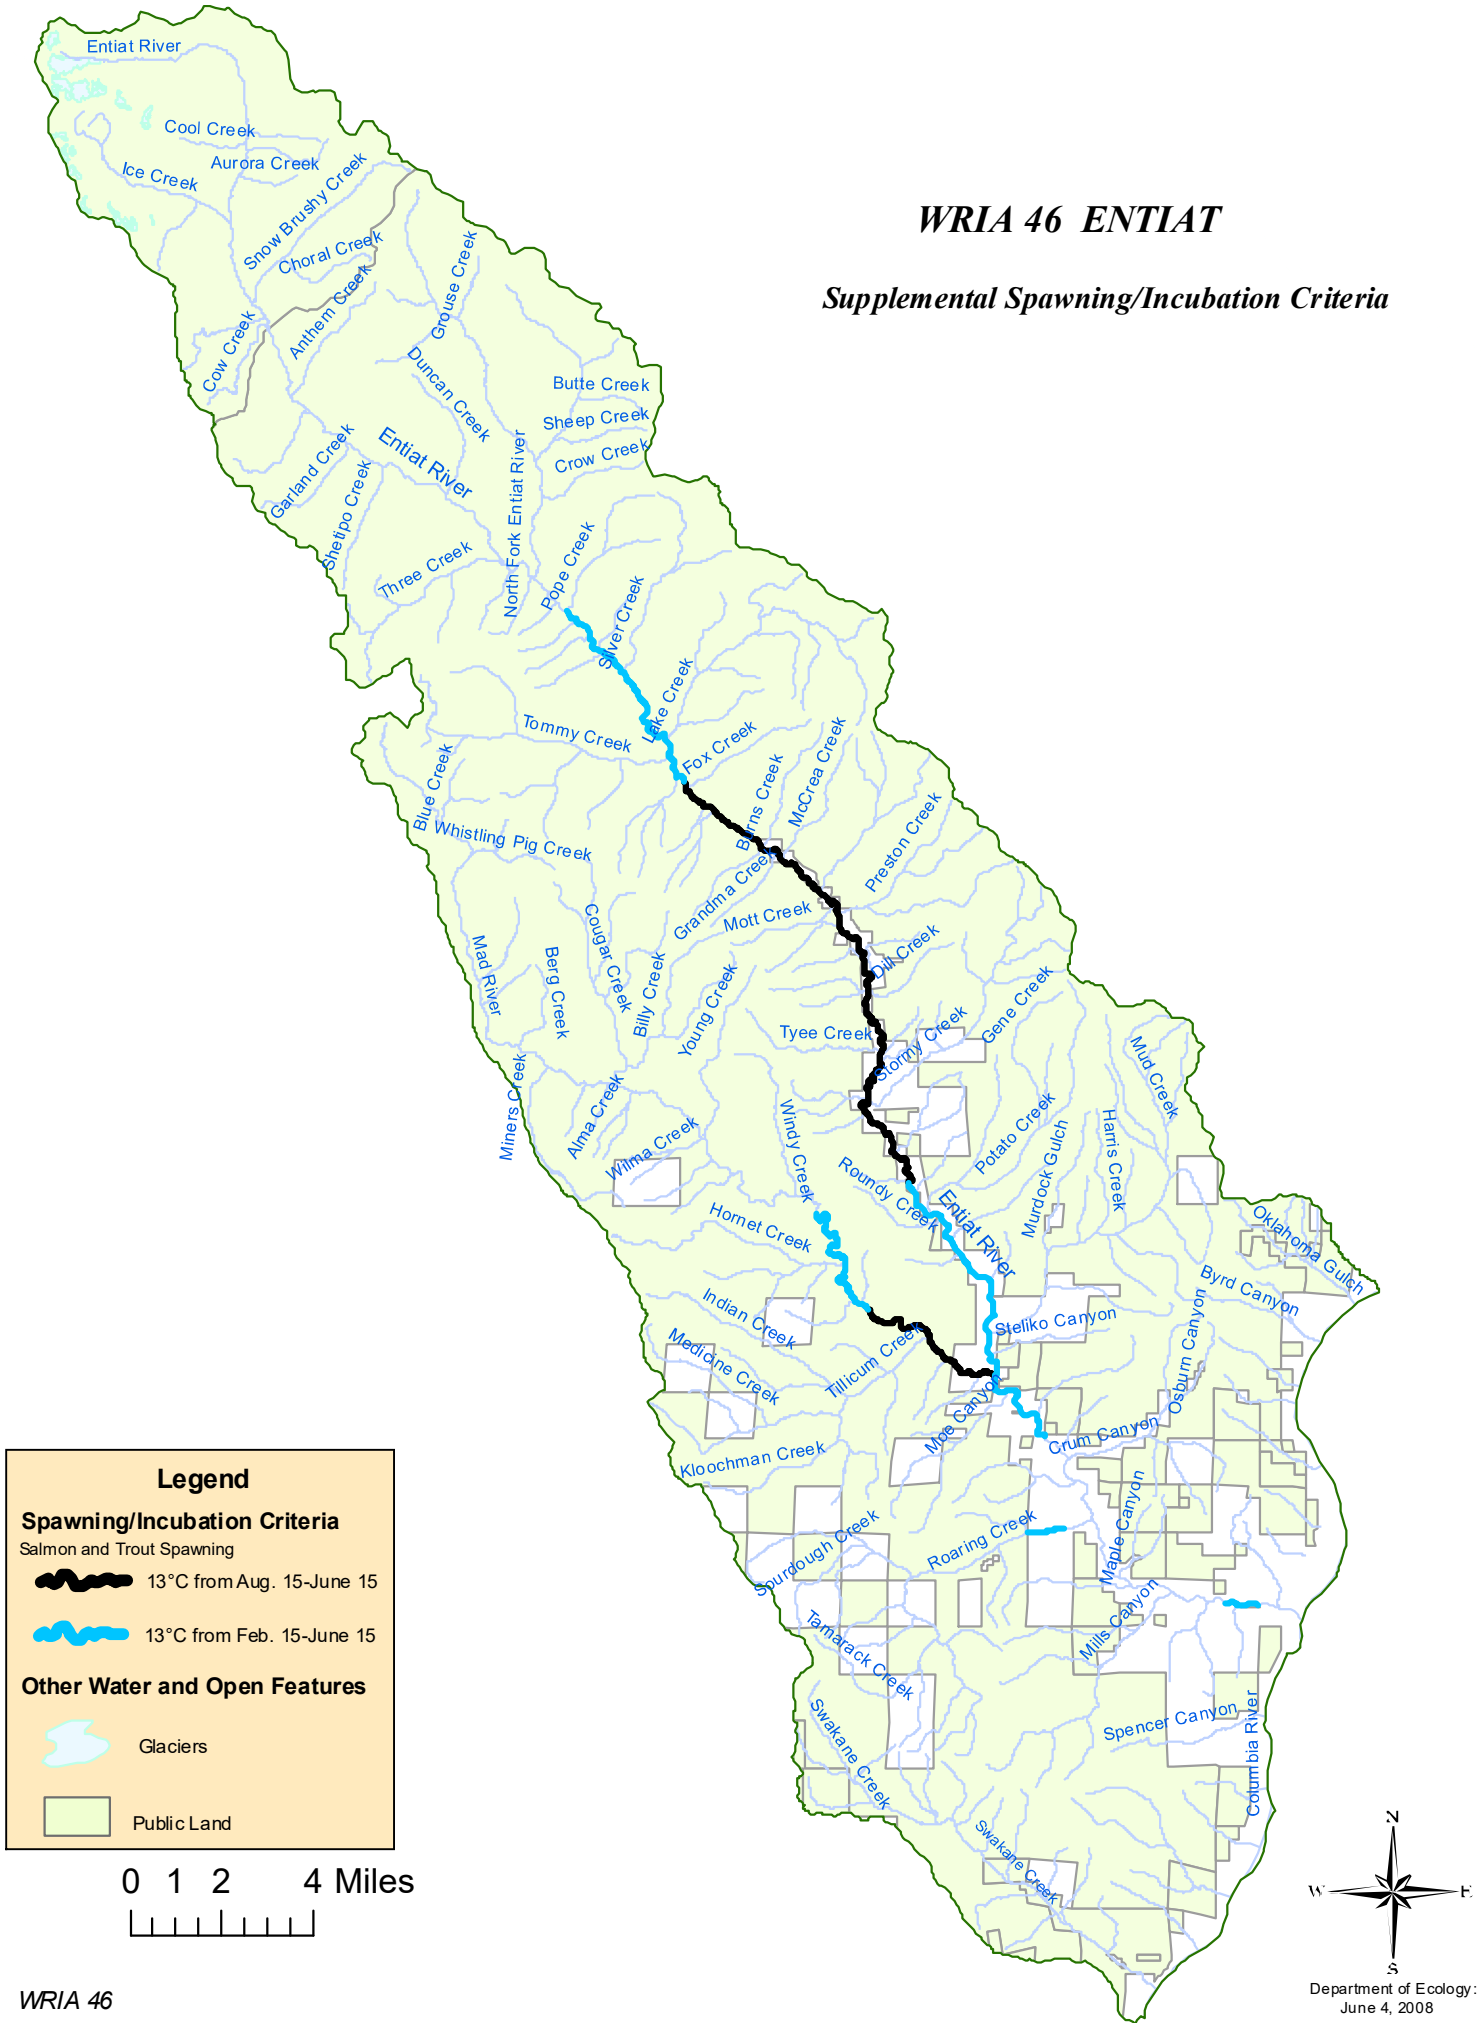 WRIA 46 ENTIAT
Supplemental Spawning/Incubation Criteria
Entiat River
Cool Creek
Aurora Creek
Ice Creek
Snow Brushy Creek
Choral Creek
Anthem Creek
Grouse Creek
Cow Creek
Duncan Creek
Butte Creek
Sheep Creek
Crow Creek
Garland Creek
Entiat River
Shetipo Creek
North Fork Entiat River
Three Creek
Pope Creek
Silver Creek
Lake Creek
Tommy Creek
Fox Creek
Blue Creek
Burns Creek
McCrea Creek
Whistling Pig Creek
Preston Creek
Grandma Creek
Mott Creek
Cougar Creek
Mad River
Berg Creek
Billy Creek
Young Creek
Dill Creek
Gene Creek
Tyee Creek
Stormy Creek
Mud Creek
Miners Creek
Alma Creek
Wilma Creek
Windy Creek
Potato Creek
Murdock Gulch
Harris Creek
Roundy Creek
Entiat River
Hornet Creek
Oklahoma Gulch
Byrd Canyon
Indian Creek
Steliko Canyon
Osburn Canyon
Medicine Creek
Tillicum Creek
Moe Canyon
Crum Canyon
Kloochman Creek
Maple Canyon
Sourdough Creek
Roaring Creek
Mills Canyon
Tamarack Creek
Swakane Creek
Spencer Canyon
Columbia River
Swakane Creek
Legend
Spawning/Incubation Criteria
Salmon and Trout Spawning
13°C from Aug. 15-June 15
13°C from Feb. 15-June 15
Other Water and Open Features
Glaciers
Public Land
0 1 2 4 Miles
N
W E
S
Department of Ecology:
June 4, 2008
WRIA 46